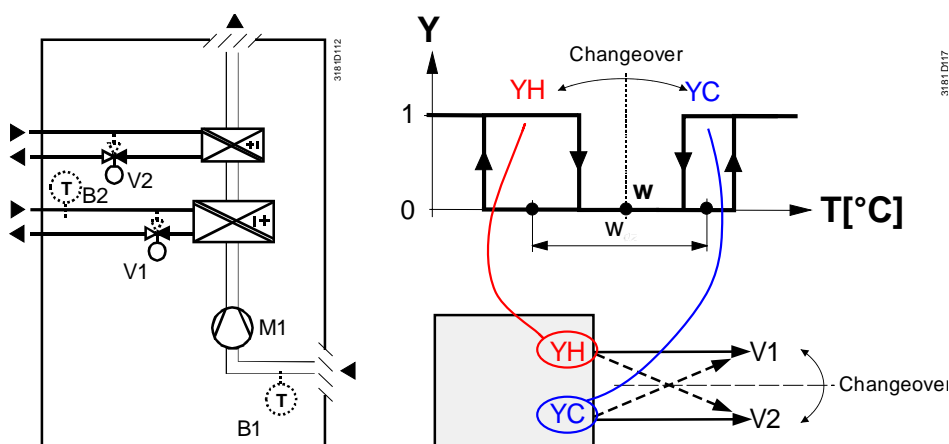 3181D112
+
T
B2
V2
I+
V1
M1
T
B1
Y
Changeover
3181D117
YH
YC
1
W
0
T[°C]
W
YH
V1
Changeover
YC
V2